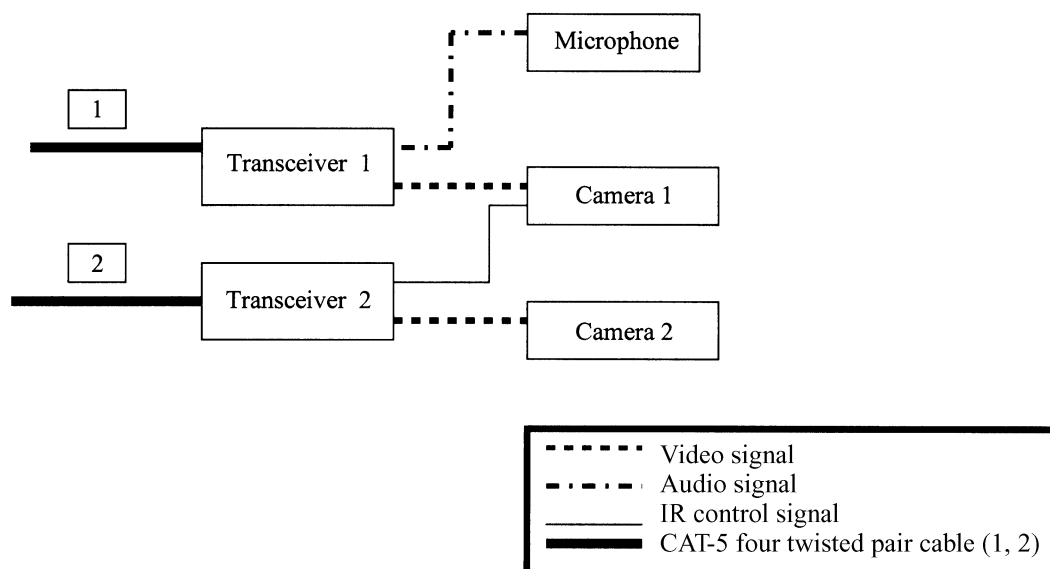 Microphone
1
Transceiver 1
Camera 1
2
Transceiver 2
Camera 2
Video signal
Audio signal
IR control signal
CAT-5 four twisted pair cable (1, 2)